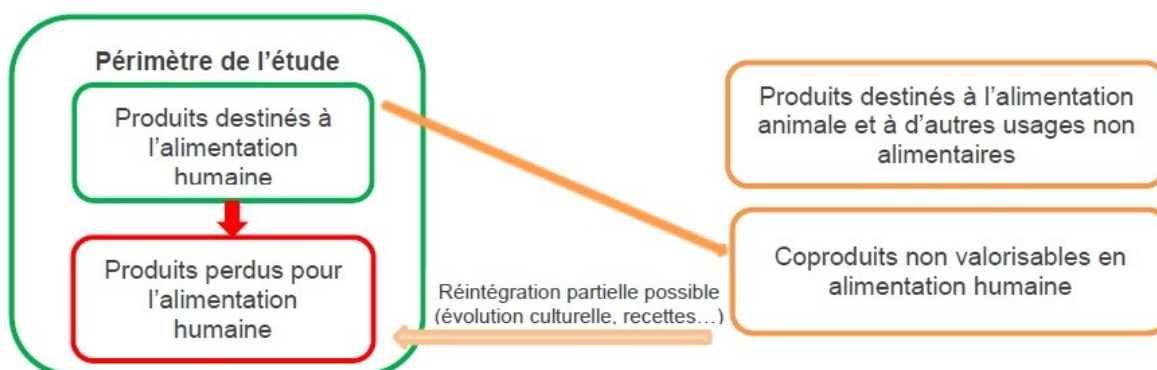 Périmètre de l'étude
Produits destinés à
l'alimentation
humaine
Produits perdus pour
l'alimentation
humaine
Réintégration partielle possible
(évolution culturelle, recettes…)
Produits destinés à l'alimentation
animale et à d'autres usages non
alimentaires
Coproduits non valorisables en
alimentation humaine